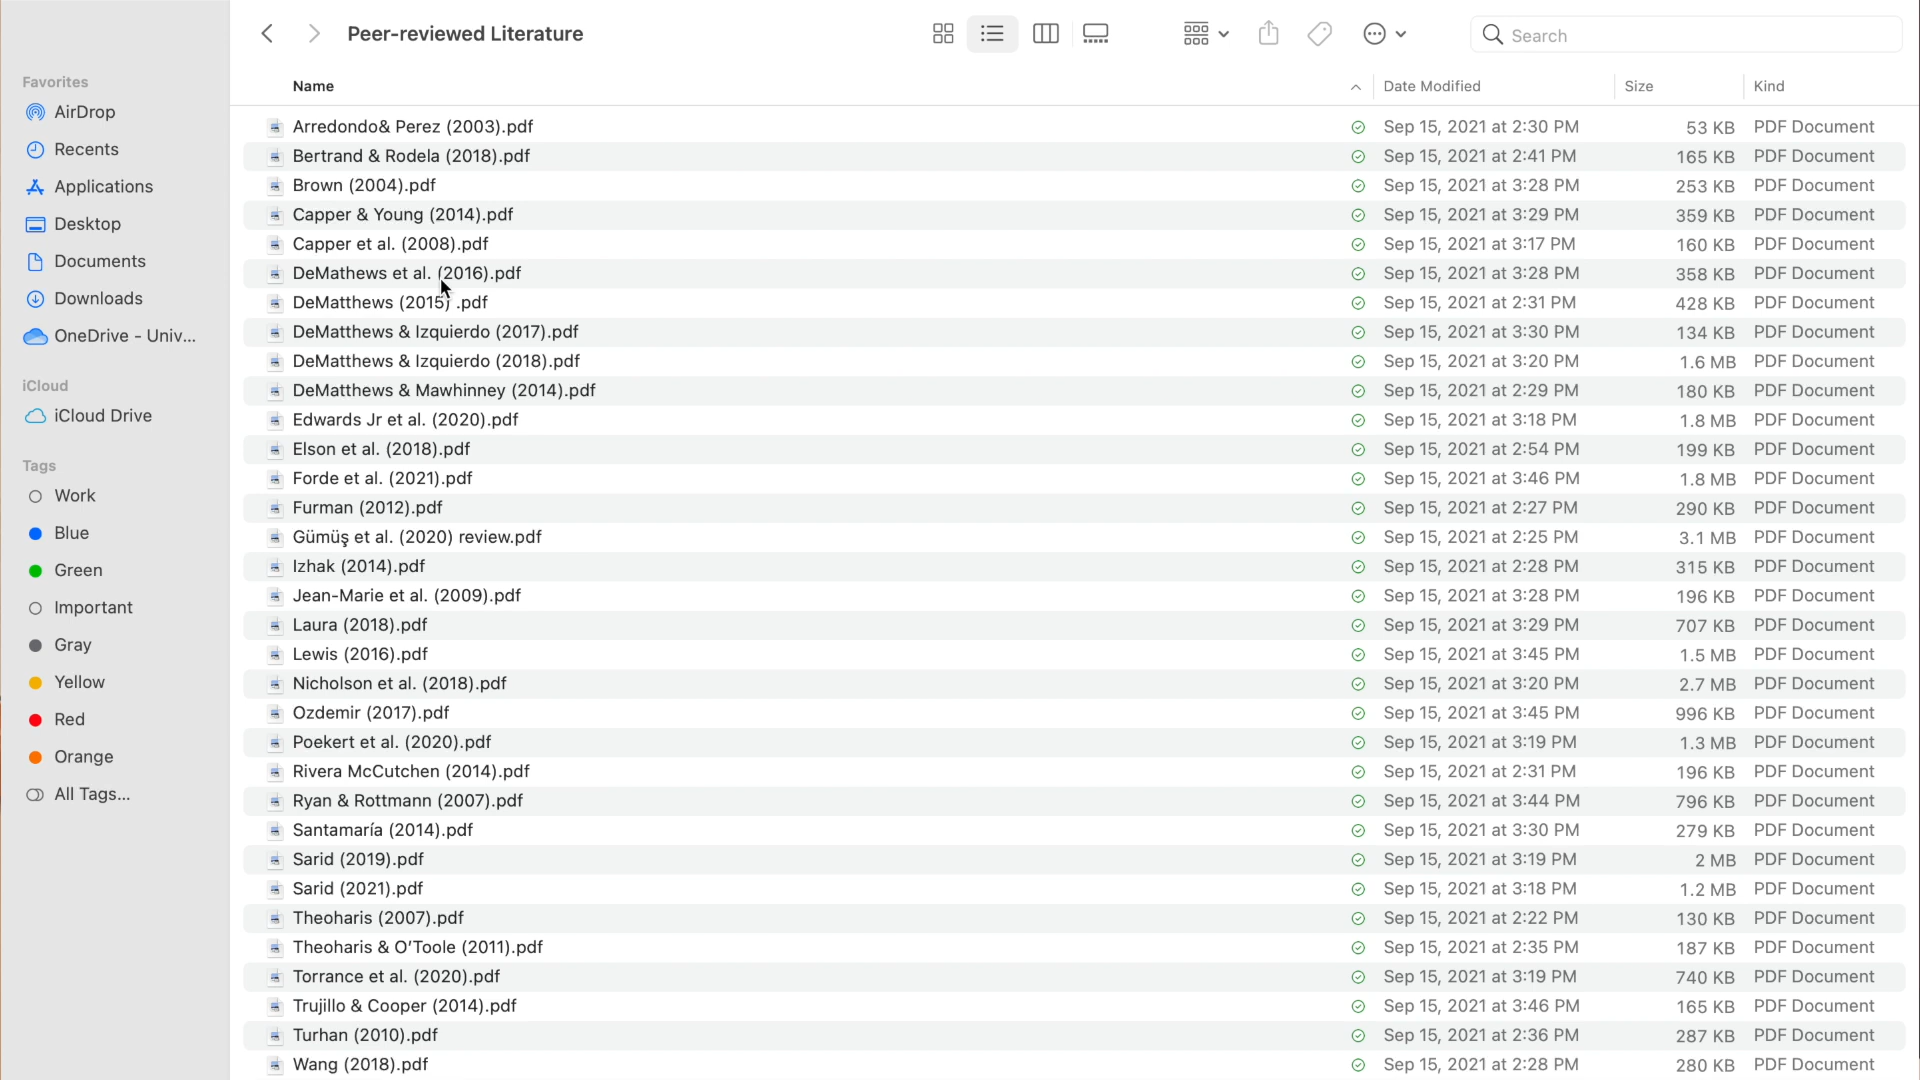 Peer-reviewed Literature
Search
Favorites
AirDrop
Recents
Applications
Desktop
Documents
Downloads
OneDrive - Univ...
iCloud
iCloud Drive
Tags
Work
Blue
Green
Important
Gray
Yellow
Red
Orange
All Tags...
Name Date Modified Size Kind
Arredondo& Perez (2003).pdf Sep 15, 2021 at 2:30 PM 53 KB PDF Document
Bertrand & Rodela (2018).pdf Sep 15, 2021 at 2:41 PM 165 KB PDF Document
Brown (2004).pdf Sep 15, 2021 at 3:28 PM 253 KB PDF Document
Capper & Young (2014).pdf Sep 15, 2021 at 3:29 PM 359 KB PDF Document
Capper et al. (2008).pdf Sep 15, 2021 at 3:17 PM 160 KB PDF Document
DeMathews et al. (2016).pdf Sep 15, 2021 at 3:28 PM 358 KB PDF Document
DeMatthews (2015) .pdf Sep 15, 2021 at 2:31 PM 428 KB PDF Document
DeMatthews & Izquierdo (2017).pdf Sep 15, 2021 at 3:30 PM 134 KB PDF Document
DeMatthews & Izquierdo (2018).pdf Sep 15, 2021 at 3:20 PM 1.6 MB PDF Document
DeMatthews & Mawhinney (2014).pdf Sep 15, 2021 at 2:29 PM 180 KB PDF Document
Edwards Jr et al. (2020).pdf Sep 15, 2021 at 3:18 PM 1.8 MB PDF Document
Elson et al. (2018).pdf Sep 15, 2021 at 2:54 PM 199 KB PDF Document
Forde et al. (2021).pdf Sep 15, 2021 at 3:46 PM 1.8 MB PDF Document
Furman (2012).pdf Sep 15, 2021 at 2:27 PM 290 KB PDF Document
Gümüş et al. (2020) review.pdf Sep 15, 2021 at 2:25 PM 3.1 MB PDF Document
Izhak (2014).pdf Sep 15, 2021 at 2:28 PM 315 KB PDF Document
Jean-Marie et al. (2009).pdf Sep 15, 2021 at 3:28 PM 196 KB PDF Document
Laura (2018).pdf Sep 15, 2021 at 3:29 PM 707 KB PDF Document
Lewis (2016).pdf Sep 15, 2021 at 3:45 PM 1.5 MB PDF Document
Nicholson et al. (2018).pdf Sep 15, 2021 at 3:20 PM 2.7 MB PDF Document
Ozdemir (2017).pdf Sep 15, 2021 at 3:45 PM 996 KB PDF Document
Poekert et al. (2020).pdf Sep 15, 2021 at 3:19 PM 1.3 MB PDF Document
Rivera McCutchen (2014).pdf Sep 15, 2021 at 2:31 PM 196 KB PDF Document
Ryan & Rottmann (2007).pdf Sep 15, 2021 at 3:44 PM 796 KB PDF Document
Santamaría (2014).pdf Sep 15, 2021 at 3:30 PM 279 KB PDF Document
Sarid (2019).pdf Sep 15, 2021 at 3:19 PM 2 MB PDF Document
Sarid (2021).pdf Sep 15, 2021 at 3:18 PM 1.2 MB PDF Document
Theoharis (2007).pdf Sep 15, 2021 at 2:22 PM 130 KB PDF Document
Theoharis & O'Toole (2011).pdf Sep 15, 2021 at 2:35 PM 187 KB PDF Document
Torrance et al. (2020).pdf Sep 15, 2021 at 3:19 PM 740 KB PDF Document
Trujillo & Cooper (2014).pdf Sep 15, 2021 at 3:46 PM 165 KB PDF Document
Turhan (2010).pdf Sep 15, 2021 at 2:36 PM 287 KB PDF Document
Wang (2018).pdf Sep 15, 2021 at 2:28 PM 280 KB PDF Document